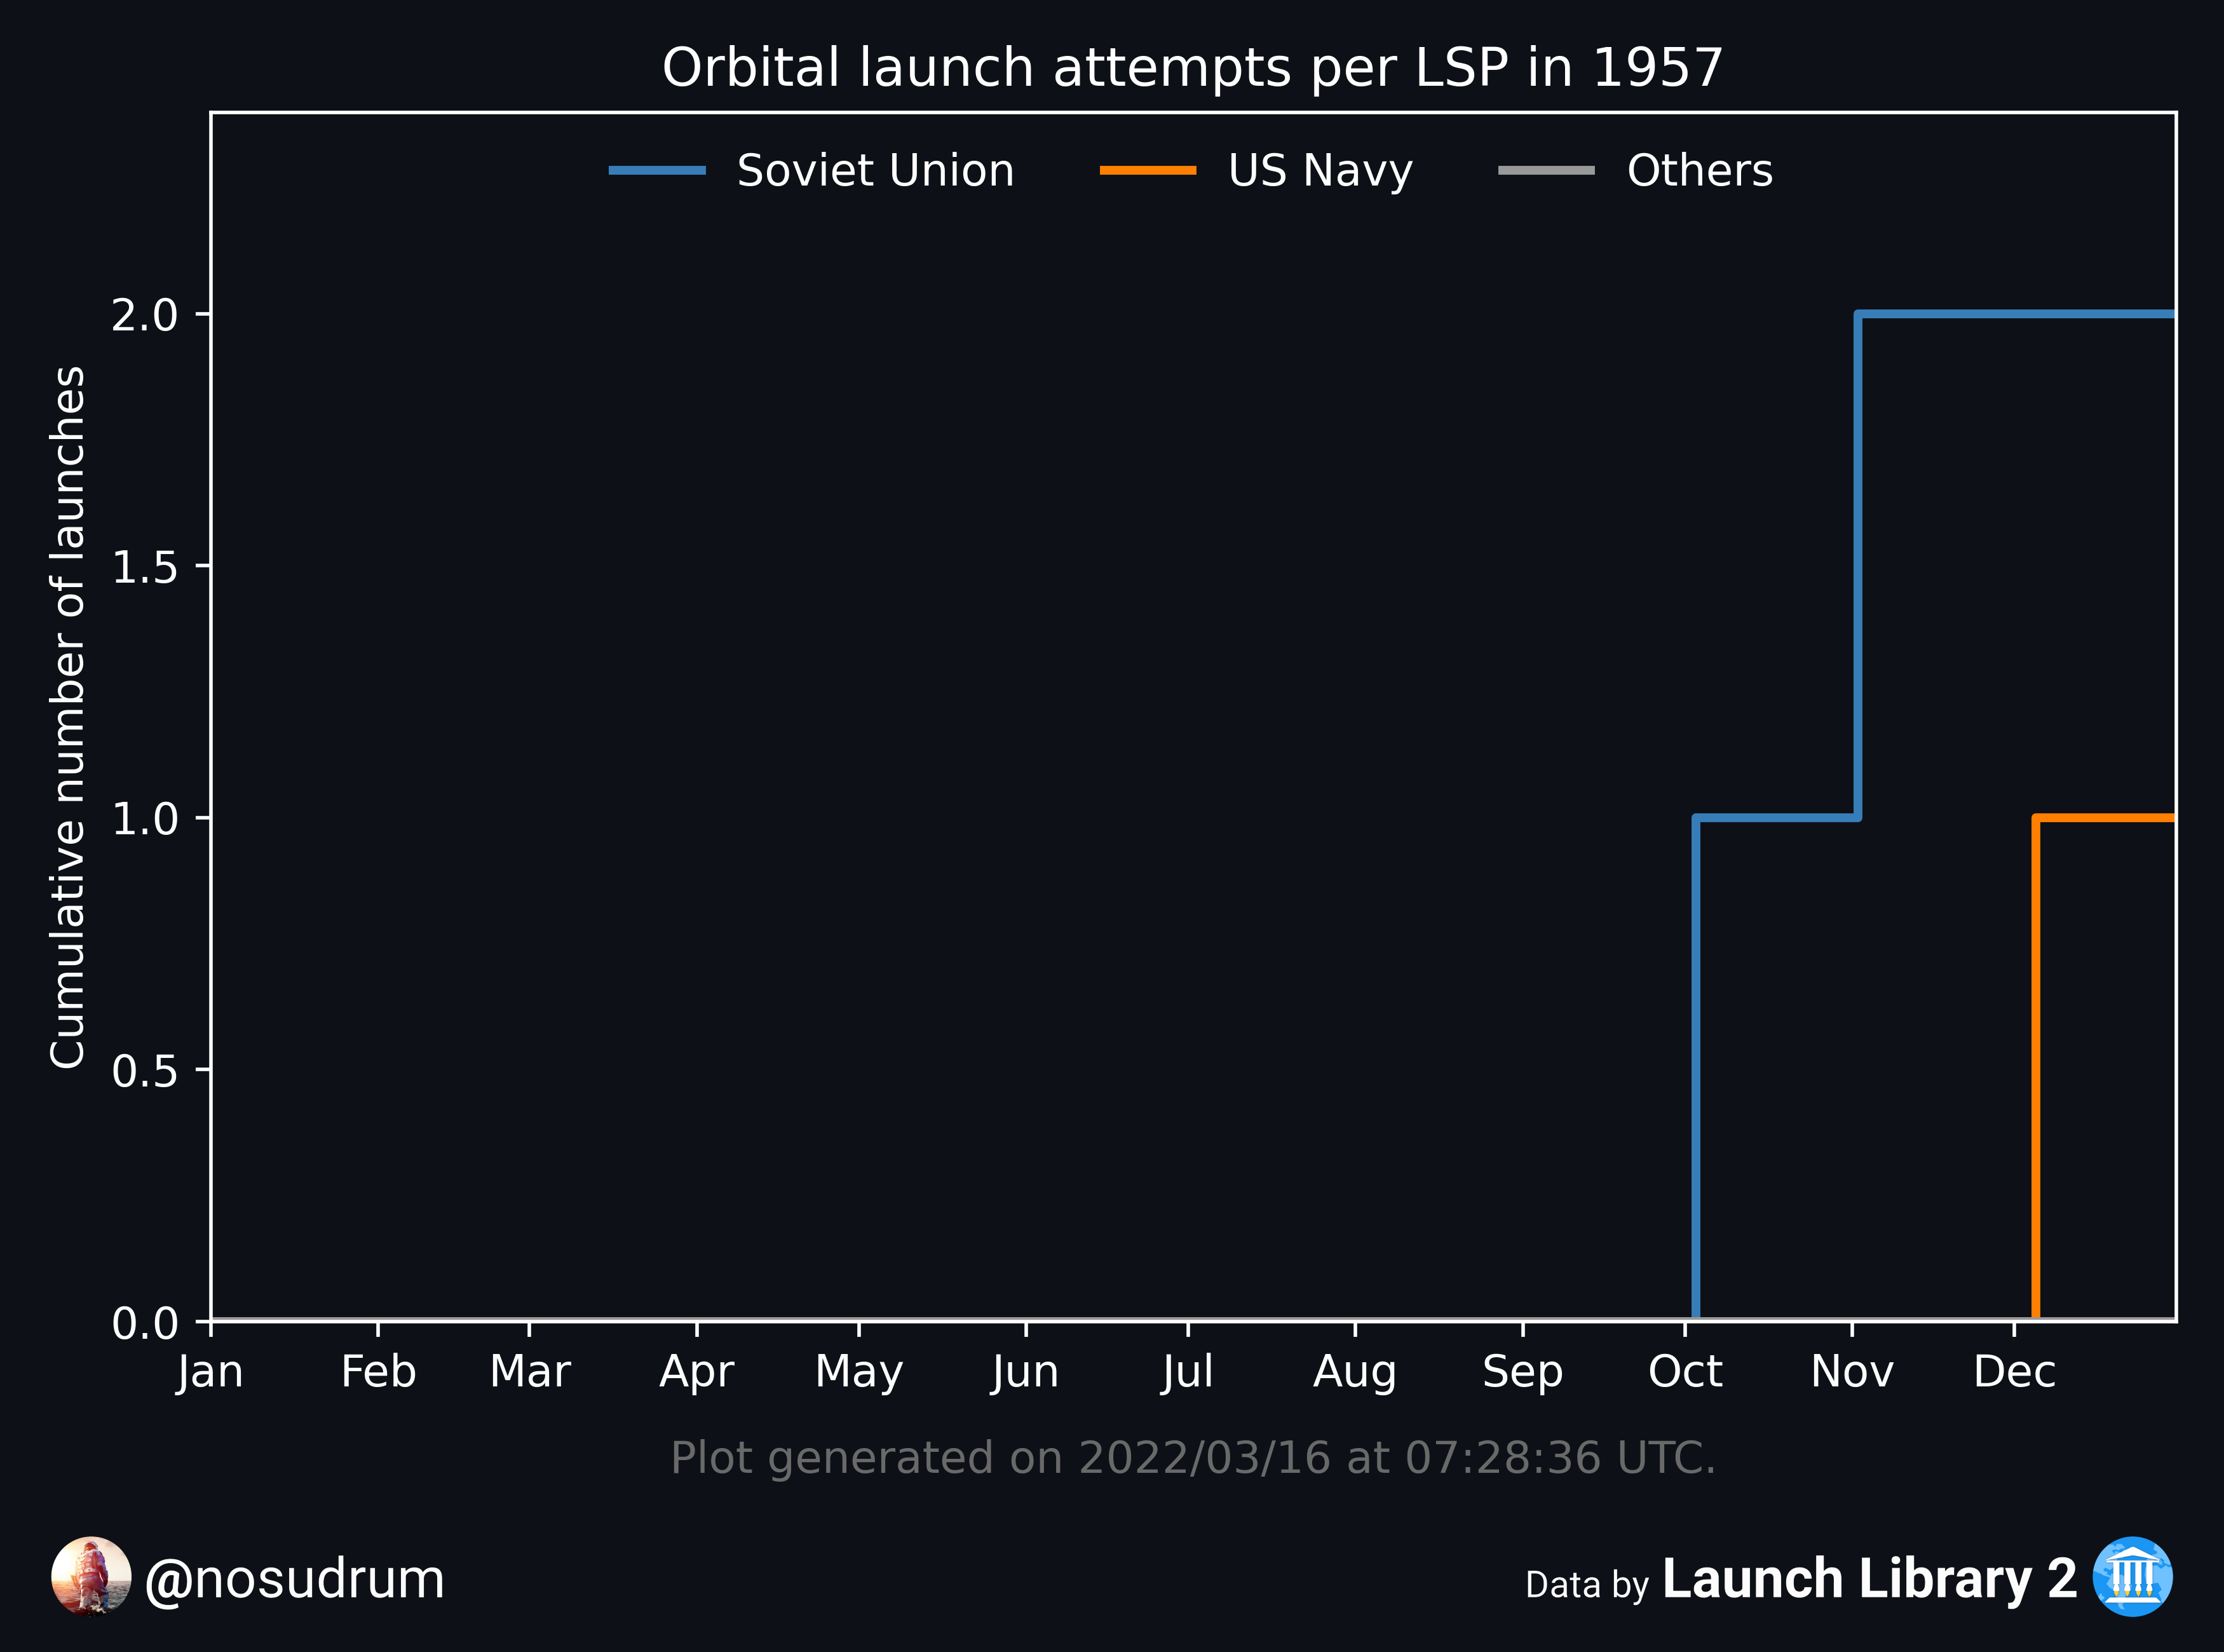 Orbital launch attempts per LSP in 1957
Soviet Union US Navy Others
Cumulative number of launches
2.0
1.5
1.0
0.5
0.0
Jan Feb Mar Apr May Jun Jul Aug Sep Oct Nov Dec
Plot generated on 2022/03/16 at 07:28:36 UTC.
@nosudrum
Data by Launch Library 2